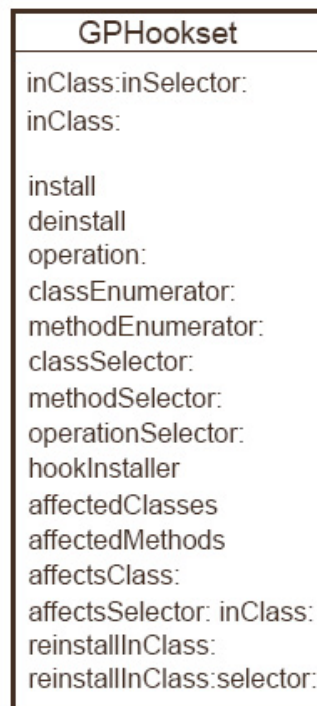 GPHookset
inClass:inSelector:
inClass:
install
deinstall
operation:
classEnumerator:
methodEnumerator:
classSelector:
methodSelector:
operationSelector:
hookInstaller
affectedClasses
affectedMethods
affectsClass:
affectsSelector: inClass:
reinstallInClass:
reinstallInClass:selector: